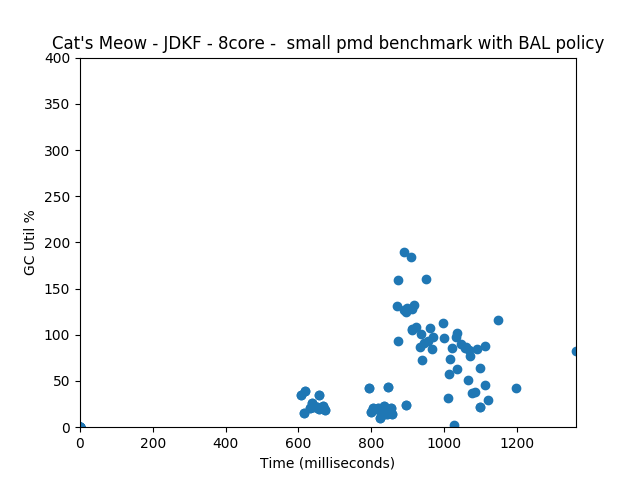 Cat's Meow - JDKF - 8core -  small pmd benchmark with BAL policy
400
350
300
250
200
150
100
50
0
GC Util %
0 200 400 600 800 1000 1200
Time (milliseconds)